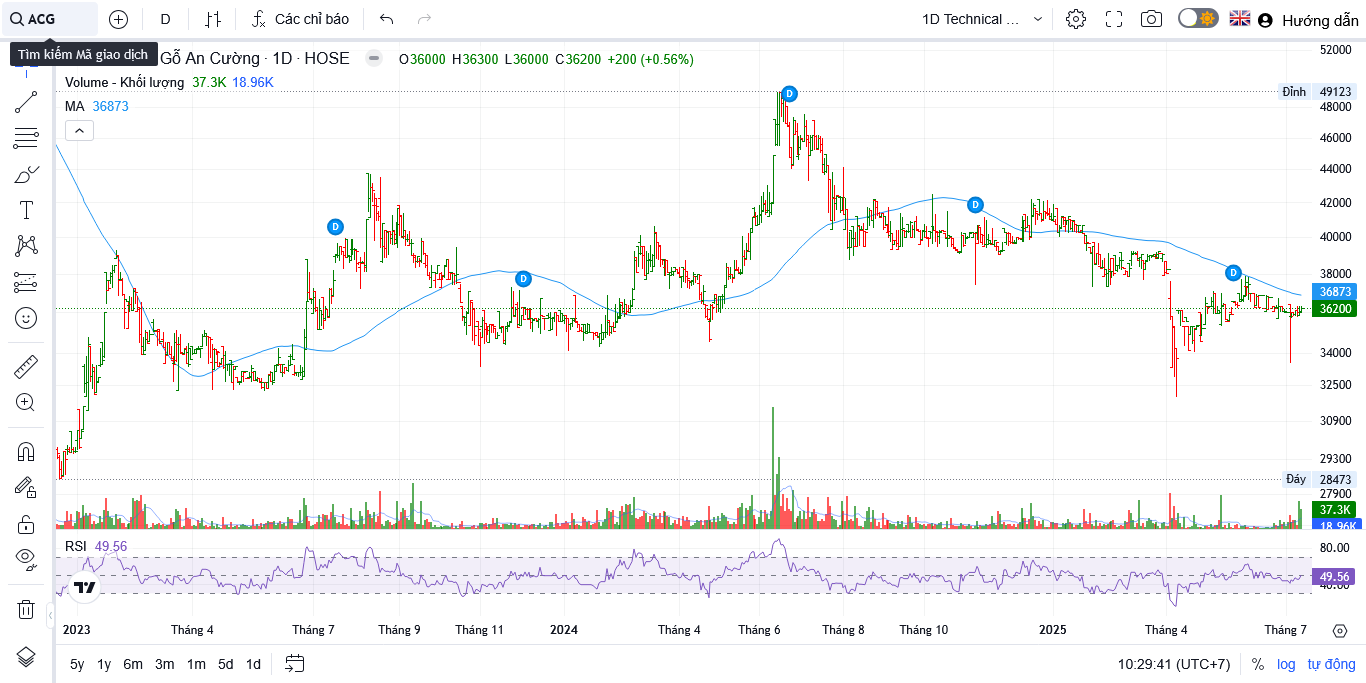 ACG
D
Các chỉ báo
1D Technical ...
Hướng dẫn
Tìm kiếm Mã giao dịch
Gỗ An Cường · 1D · HOSE
O36000 H36300 L36000 C36200 +200 (+0.56%)
Volume - Khối lượng 37.3K 18.96K
MA 36873
52000
Đỉnh 49123
48000
46000
44000
42000
40000
38000
36873
36200
34000
32500
30900
29300
Đáy 28473
27900
37.3K
18.96K
D
D
D
D
D
RSI 49.56
80.00
49.56
40.00
2023 Tháng 4 Tháng 7 Tháng 9 Tháng 11 2024 Tháng 4 Tháng 6 Tháng 8 Tháng 10 2025 Tháng 4 Tháng 7
5y 1y 6m 3m 1m 5d 1d
10:29:41 (UTC+7) % log tự động